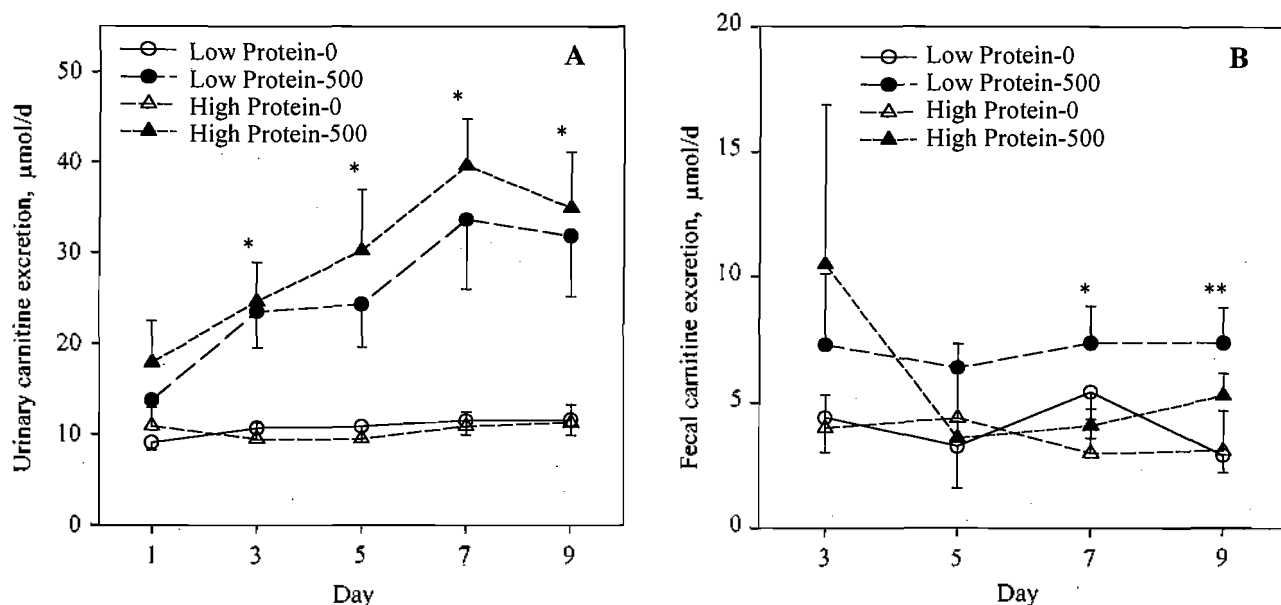 A
Low Protein-0
Low Protein-500
High Protein-0
High Protein-500
Urinary carnitine excretion, µmol/d
50
40
30
20
10
0
*
*
*
*
1
3
5
7
9
Day
B
Low Protein-0
Low Protein-500
High Protein-0
High Protein-500
Fecal carnitine excretion, µmol/d
20
15
10
5
0
*
**
3
5
7
9
Day